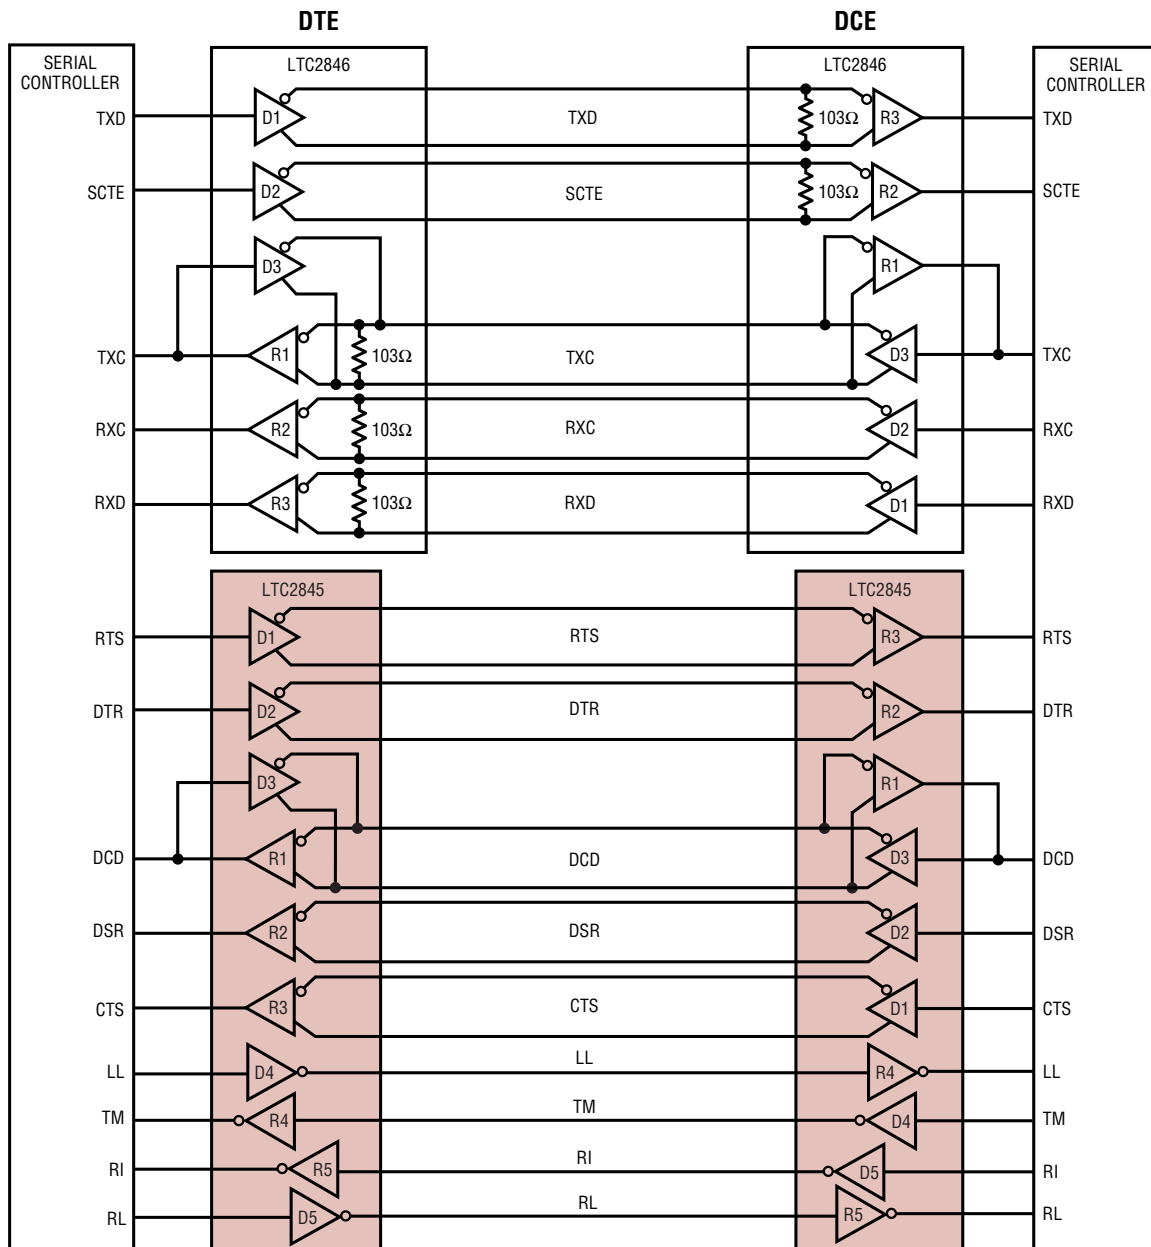 DTE
DCE
SERIAL
CONTROLLER
LTC2846
LTC2846
SERIAL
CONTROLLER
TXD
D1
TXD
103Ω
R3
TXD
SCTE
D2
SCTE
103Ω
R2
SCTE
D3
R1
TXC
R1
103Ω
TXC
D3
TXC
RXC
R2
103Ω
RXC
D2
RXC
RXD
R3
103Ω
RXD
D1
RXD
LTC2845
LTC2845
RTS
D1
RTS
R3
RTS
DTR
D2
DTR
R2
DTR
D3
R1
DCD
R1
DCD
D3
DCD
DSR
R2
DSR
D2
DSR
CTS
R3
CTS
D1
CTS
LL
D4
LL
R4
LL
TM
R4
TM
D4
TM
RI
R5
RI
D5
RI
RL
D5
RL
R5
RL